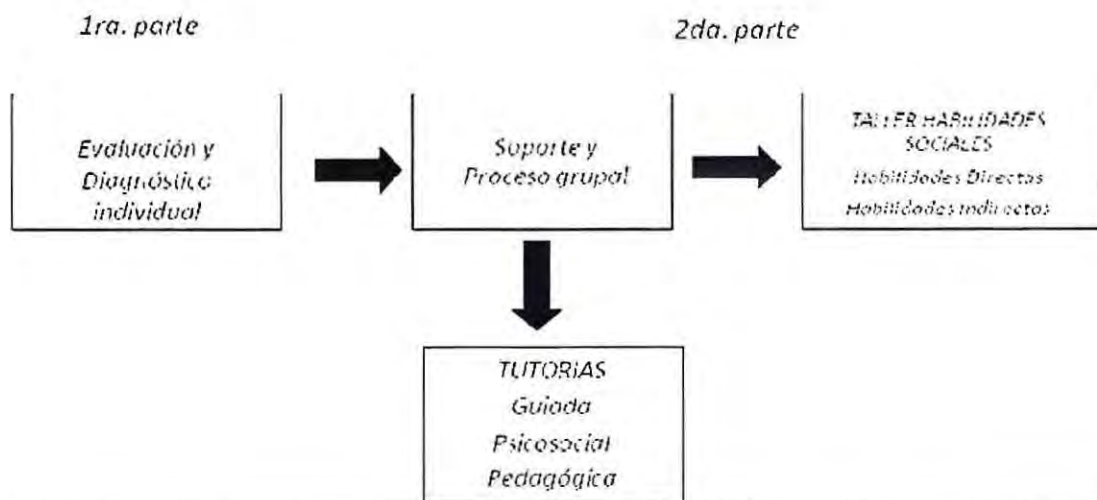 1ra. parte
2da. parte
Evaluación y
Diagnóstico
individual
Soporte y
Proceso grupal
TALLER HABILIDADES
SOCIALES
Habilidades Directas
Habilidades Indirectas
TUTORIAS
Guiada
Psicosocial
Pedagógica